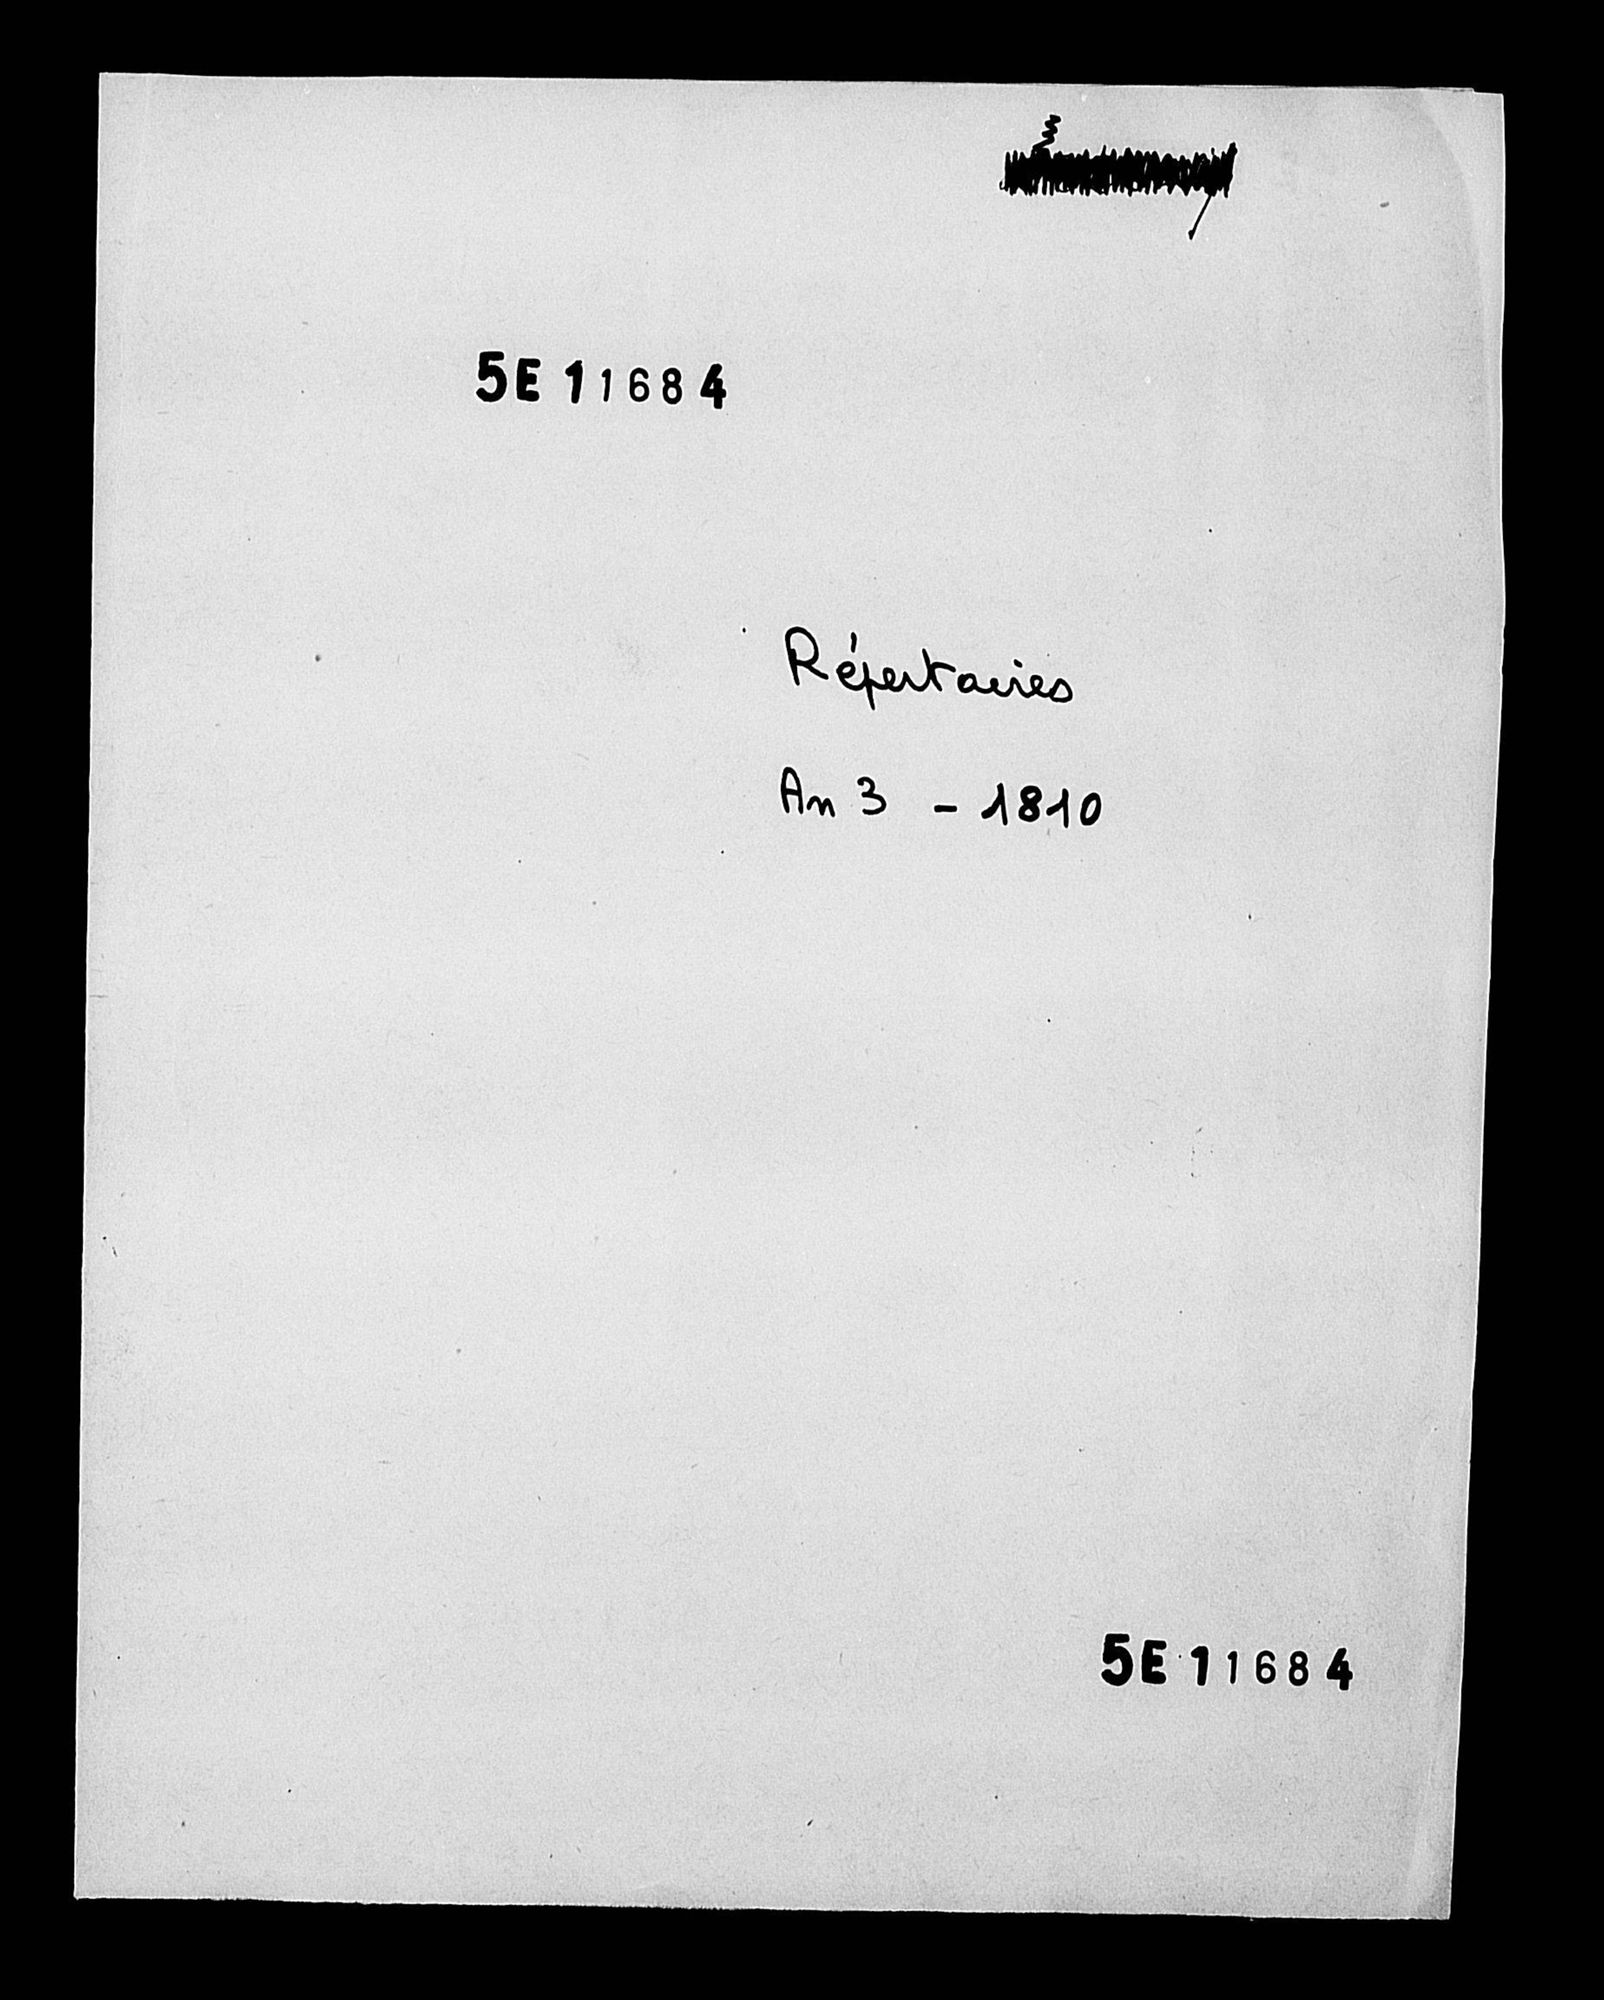 5E 11684
Répertoires
An 3 - 1810
5E 11684